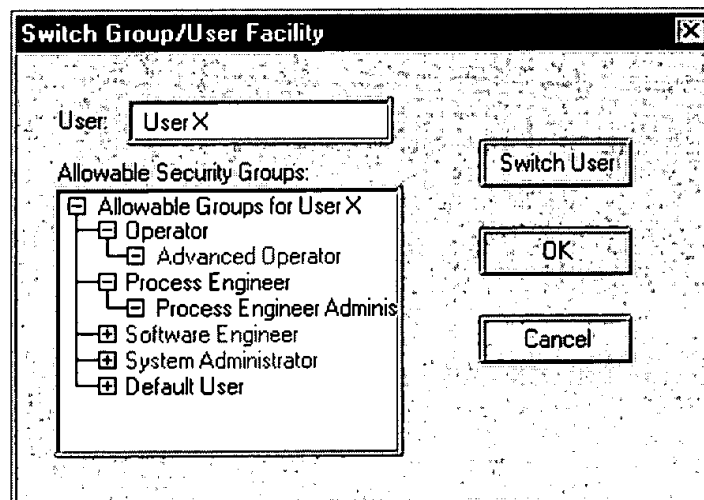 Switch Group/User Facility
User: User X
Switch User
Allowable Security Groups:
Allowable Groups for User X
Operator
Advanced Operator
OK
Process Engineer
Process Engineer Adminis
Software Engineer
Cancel
System Administrator
Default User